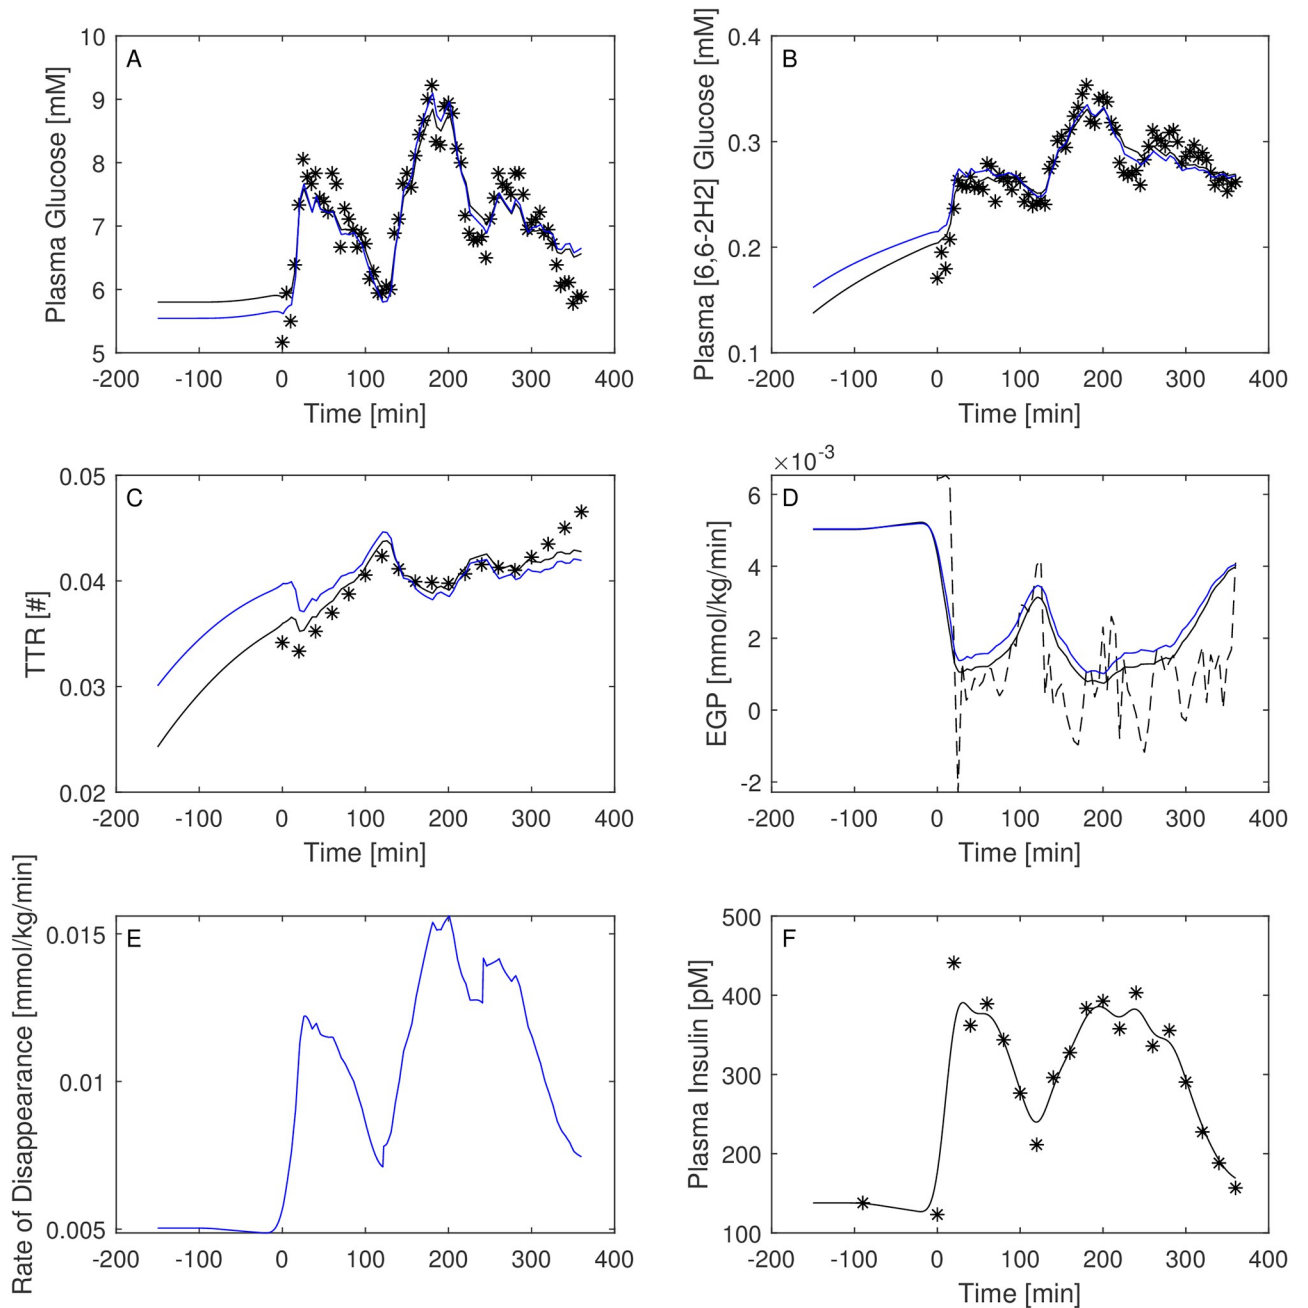 A
Plasma Glucose [mM]
10
9
8
7
6
5
-200 -100 0 100 200 300 400
Time [min]
B
Plasma [6,6-2H2] Glucose [mM]
0.4
0.3
0.2
0.1
-200 -100 0 100 200 300 400
Time [min]
C
TTR [#]
0.05
0.04
0.03
0.02
-200 -100 0 100 200 300 400
Time [min]
D
×10-3
EGP [mmol/kg/min]
6
4
2
0
-2
-200 -100 0 100 200 300 400
Time [min]
E
Rate of Disappearance [mmol/kg/min]
0.015
0.01
0.005
-200 -100 0 100 200 300 400
F
Plasma Insulin [pM]
500
400
300
200
100
-200 -100 0 100 200 300 400
Time [min]